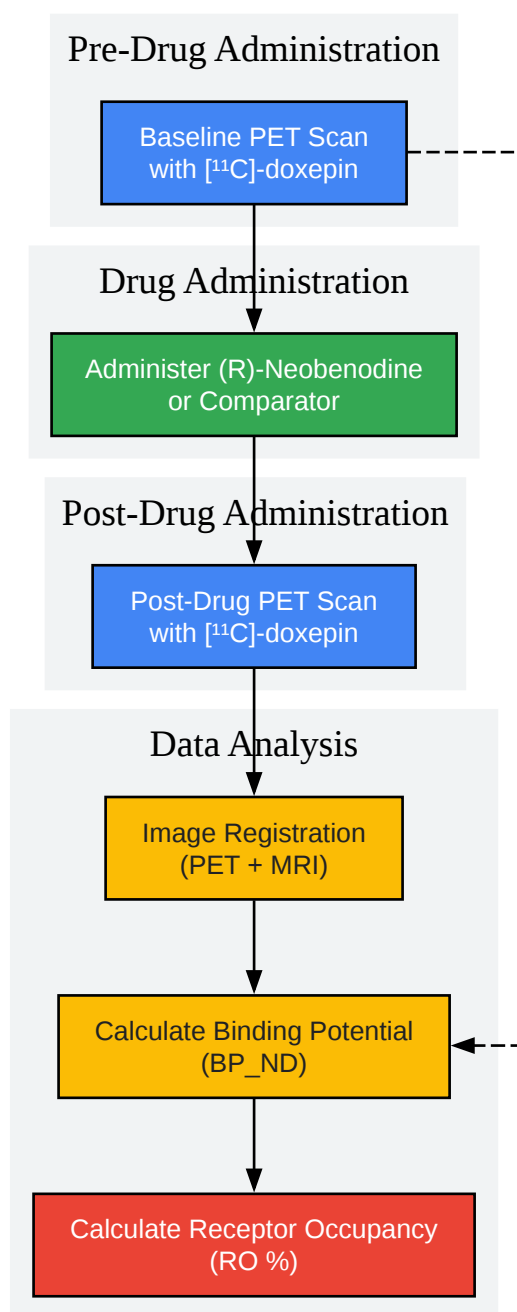 Pre-Drug Administration
Baseline PET Scan
with [¹¹C]-doxepin
Drug Administration
Administer (R)-Neobenodine
or Comparator
Post-Drug Administration
Post-Drug PET Scan
with [¹¹C]-doxepin
Data Analysis
Image Registration
(PET + MRI)
Calculate Binding Potential
(BP_ND)
Calculate Receptor Occupancy
(RO %)